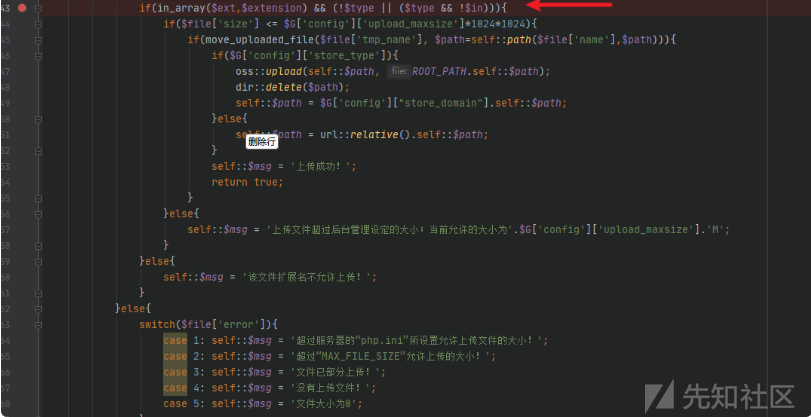 43 if(in_array($ext,$extension) && (!$type || ($type && !$in))){
44 if($file['size'] <= $G['config']['upload_maxsize']*1024*1024){
45 if(move_uploaded_file($file['tmp_name'], $path=self::path($file['name'],$path))){
46 if($G['config']['store_type']){
47 oss::upload(self::$path, file: ROOT_PATH.self::$path);
48 dir::delete($path);
49 self::$path = $G['config']["store_domain"].self::$path;
50 }else{
51 self::$path = url::relative().self::$path;
删除行
52 }
53 self::$msg = '上传成功！';
54 return true;
55 }
56 }else{
57 self::$msg = '上传文件超过后台管理设定的大小！当前允许的大小为'.$G['config']['upload_maxsize'].'M';
58 }
59 }else{
60 self::$msg = '该文件扩展名不允许上传！';
61 }
62 }else{
63 switch($file['error']){
64 case 1: self::$msg = '超过服务器的“php.ini”所设置允许上传文件的大小！';
65 case 2: self::$msg = '超过“MAX_FILE_SIZE”允许上传的大小！';
66 case 3: self::$msg = '文件已部分上传！';
67 case 4: self::$msg = '没有上传文件！';
68 case 5: self::$msg = '文件大小为0';
先知社区